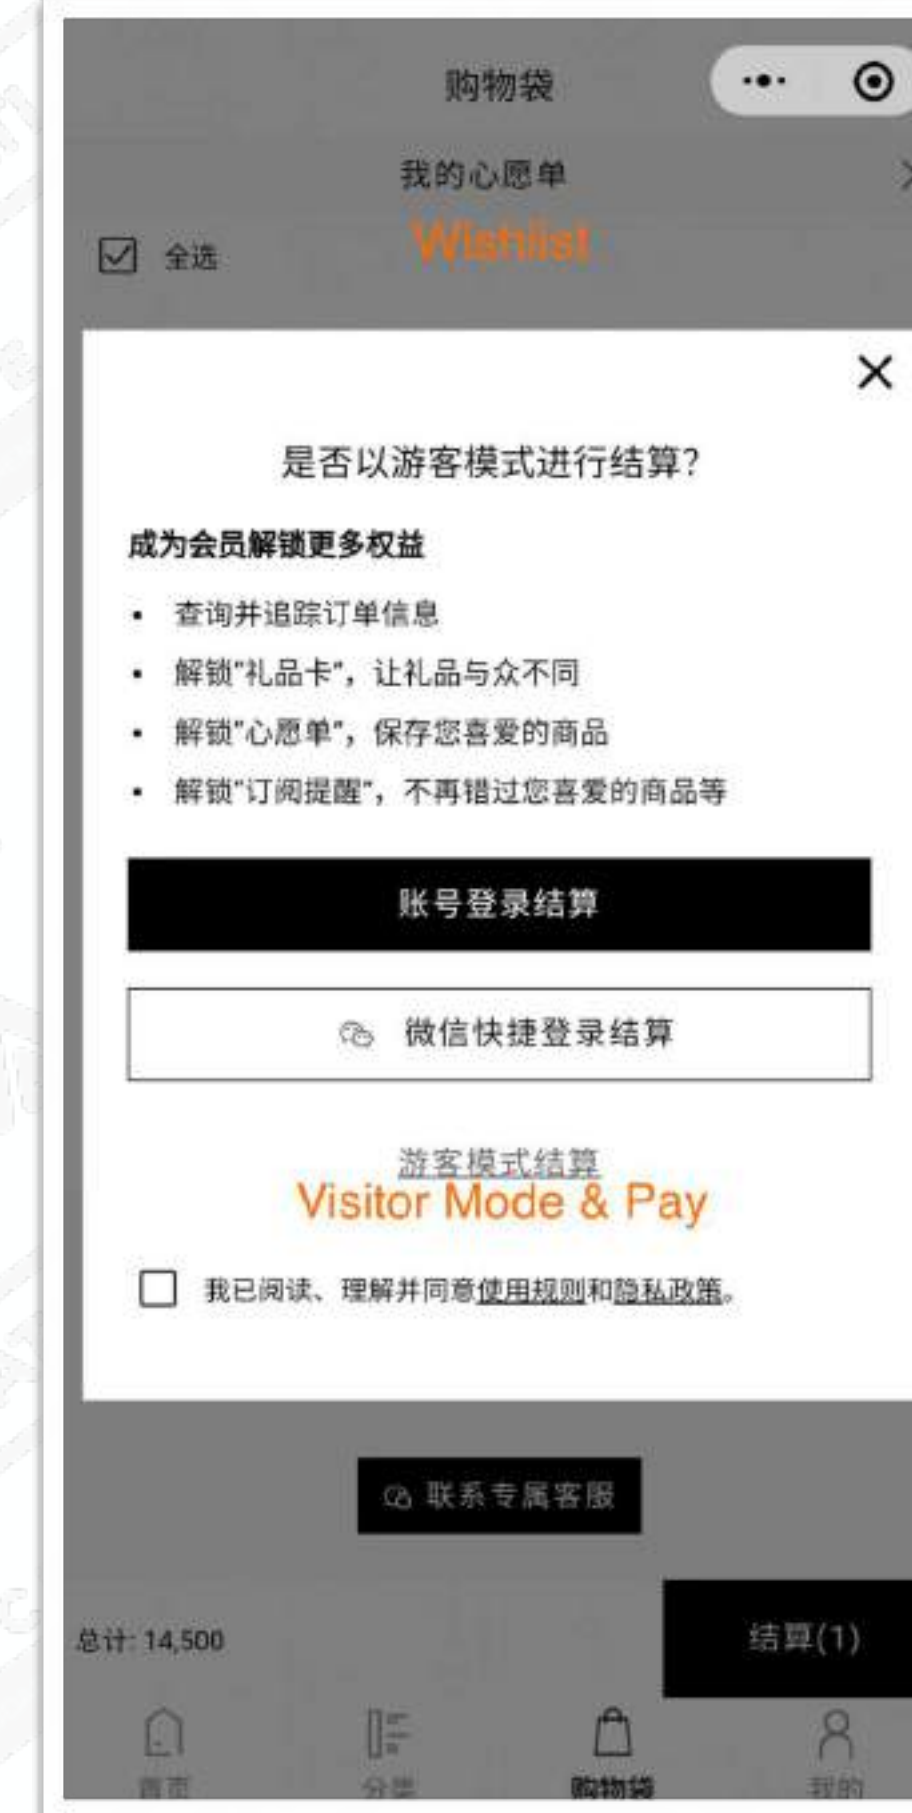 购物袋
我的心愿单
Wishlist
全选
是否以游客模式进行结算?
成为会员解锁更多权益
• 查询并追踪订单信息
• 解锁"礼品卡"，让礼品与众不同
• 解锁"心愿单"，保存您喜爱的商品
• 解锁"订阅提醒"，不再错过您喜爱的商品等
账号登录结算
微信快捷登录结算
游客模式结算
Visitor Mode & Pay
我已阅读、理解并同意使用规则和隐私政策。
联系专属客服
总计: 14,500
结算(1)
首页 分类 购物袋 我的